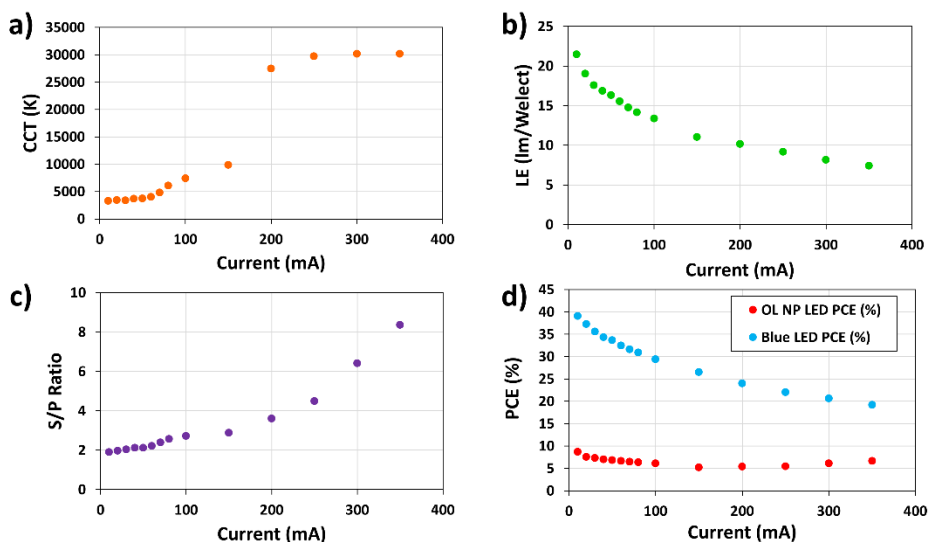 a)
CCT (K)
35000
30000
25000
20000
15000
10000
5000
0
0 100 200 300 400
Current (mA)
b)
LE (lm/Welect)
25
20
15
10
5
0
0 100 200 300 400
Current (mA)
c)
S/P Ratio
10
8
6
4
2
0
0 100 200 300 400
Current (mA)
d)
PCE (%)
45
40
35
30
25
20
15
10
5
0
OL NP LED PCE (%)
Blue LED PCE (%)
0 100 200 300 400
Current (mA)